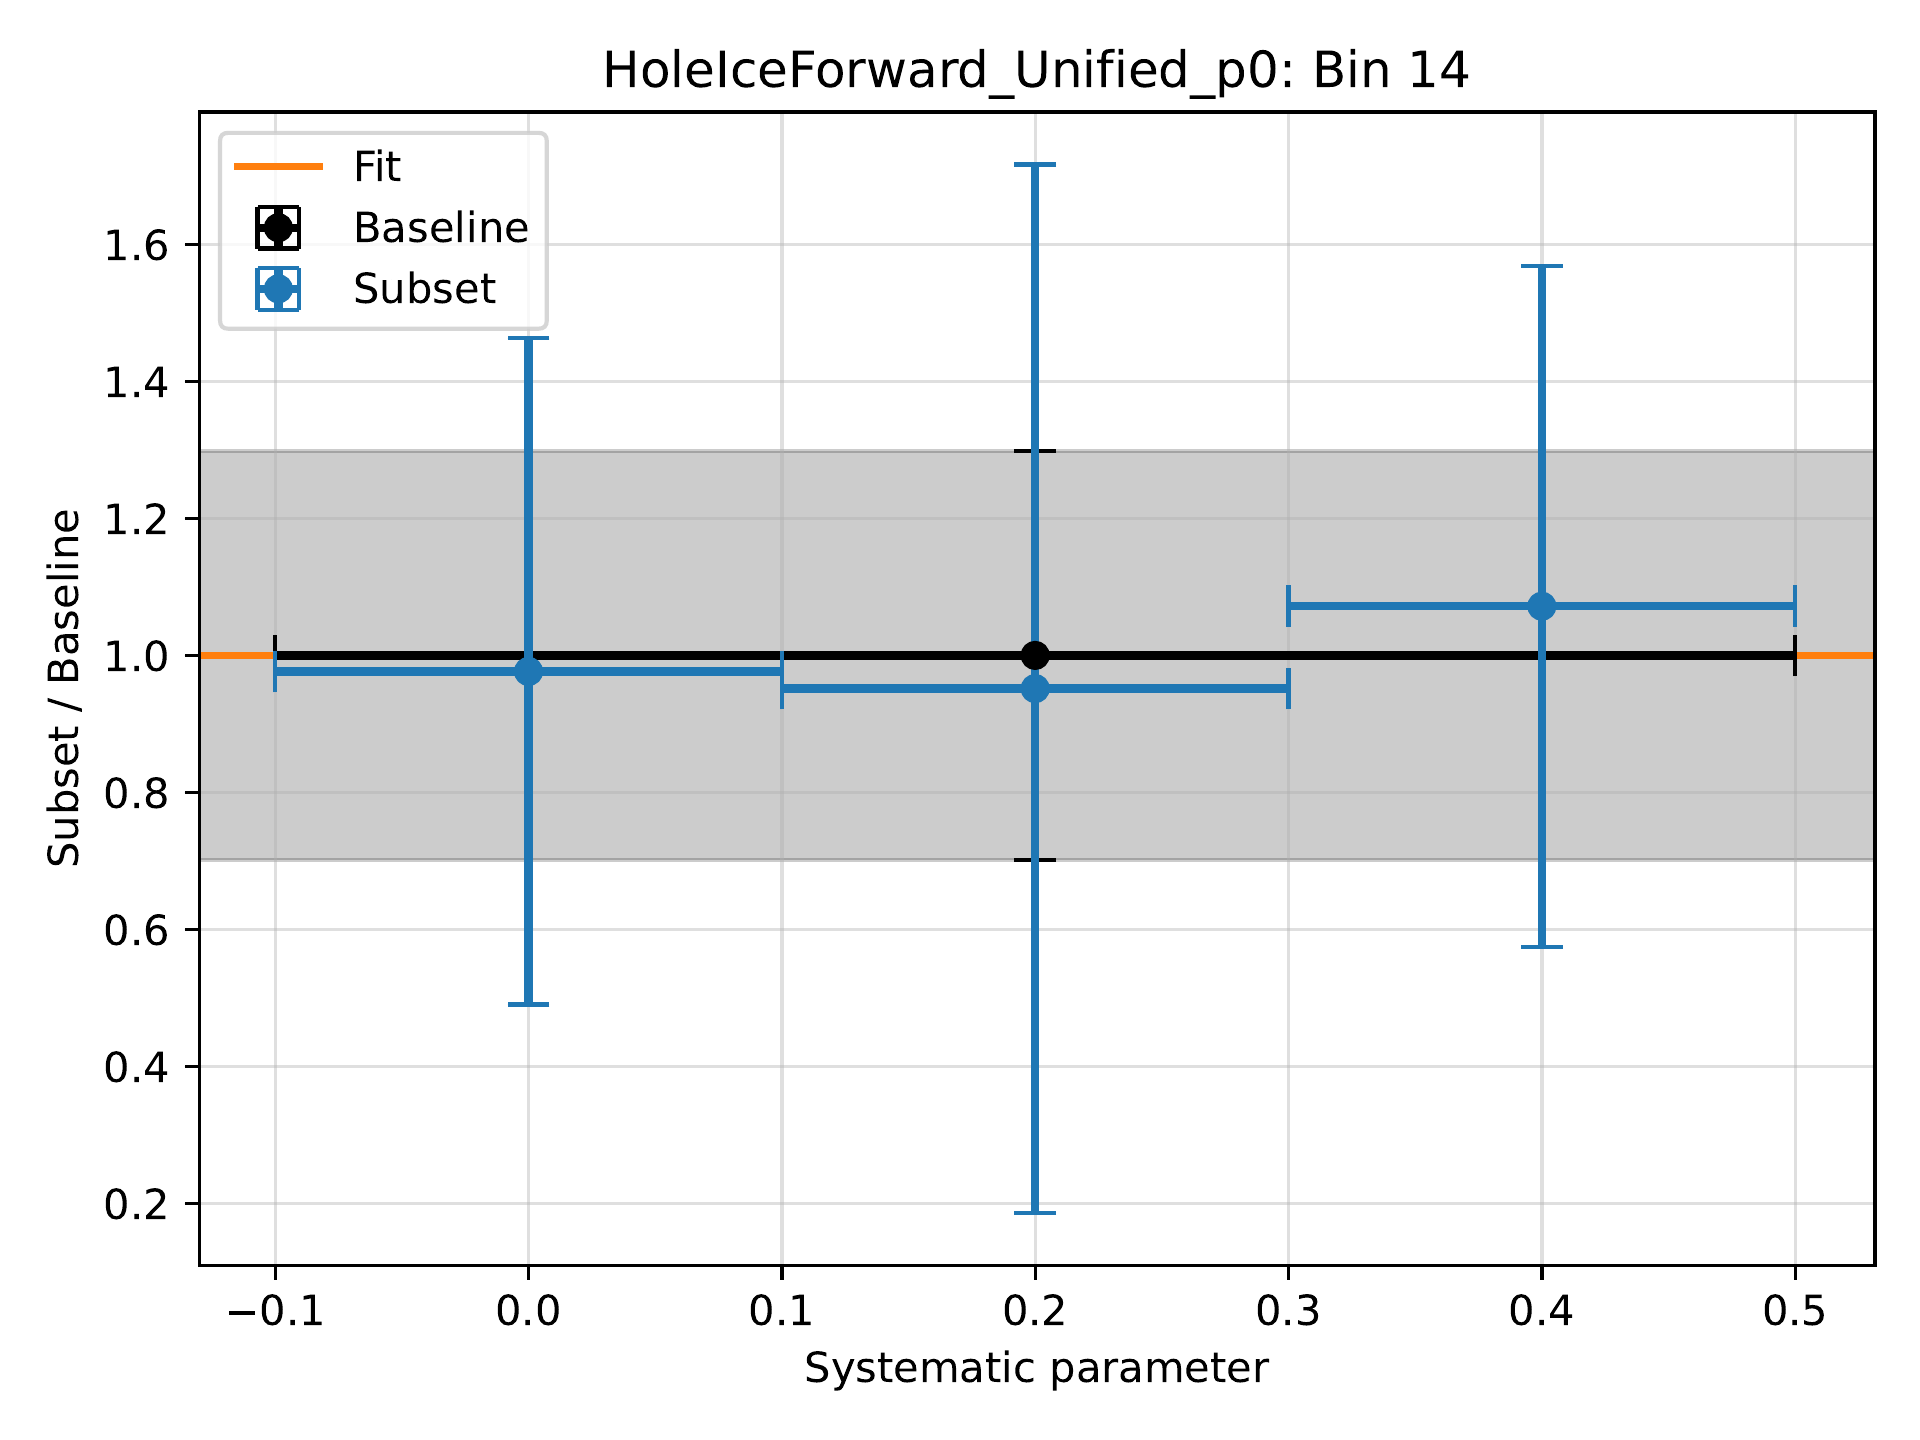 HoleIceForward_Unified_p0: Bin 14
Fit
Baseline
Subset
Subset / Baseline
1.6
1.4
1.2
1.0
0.8
0.6
0.4
0.2
−0.1 0.0 0.1 0.2 0.3 0.4 0.5
Systematic parameter